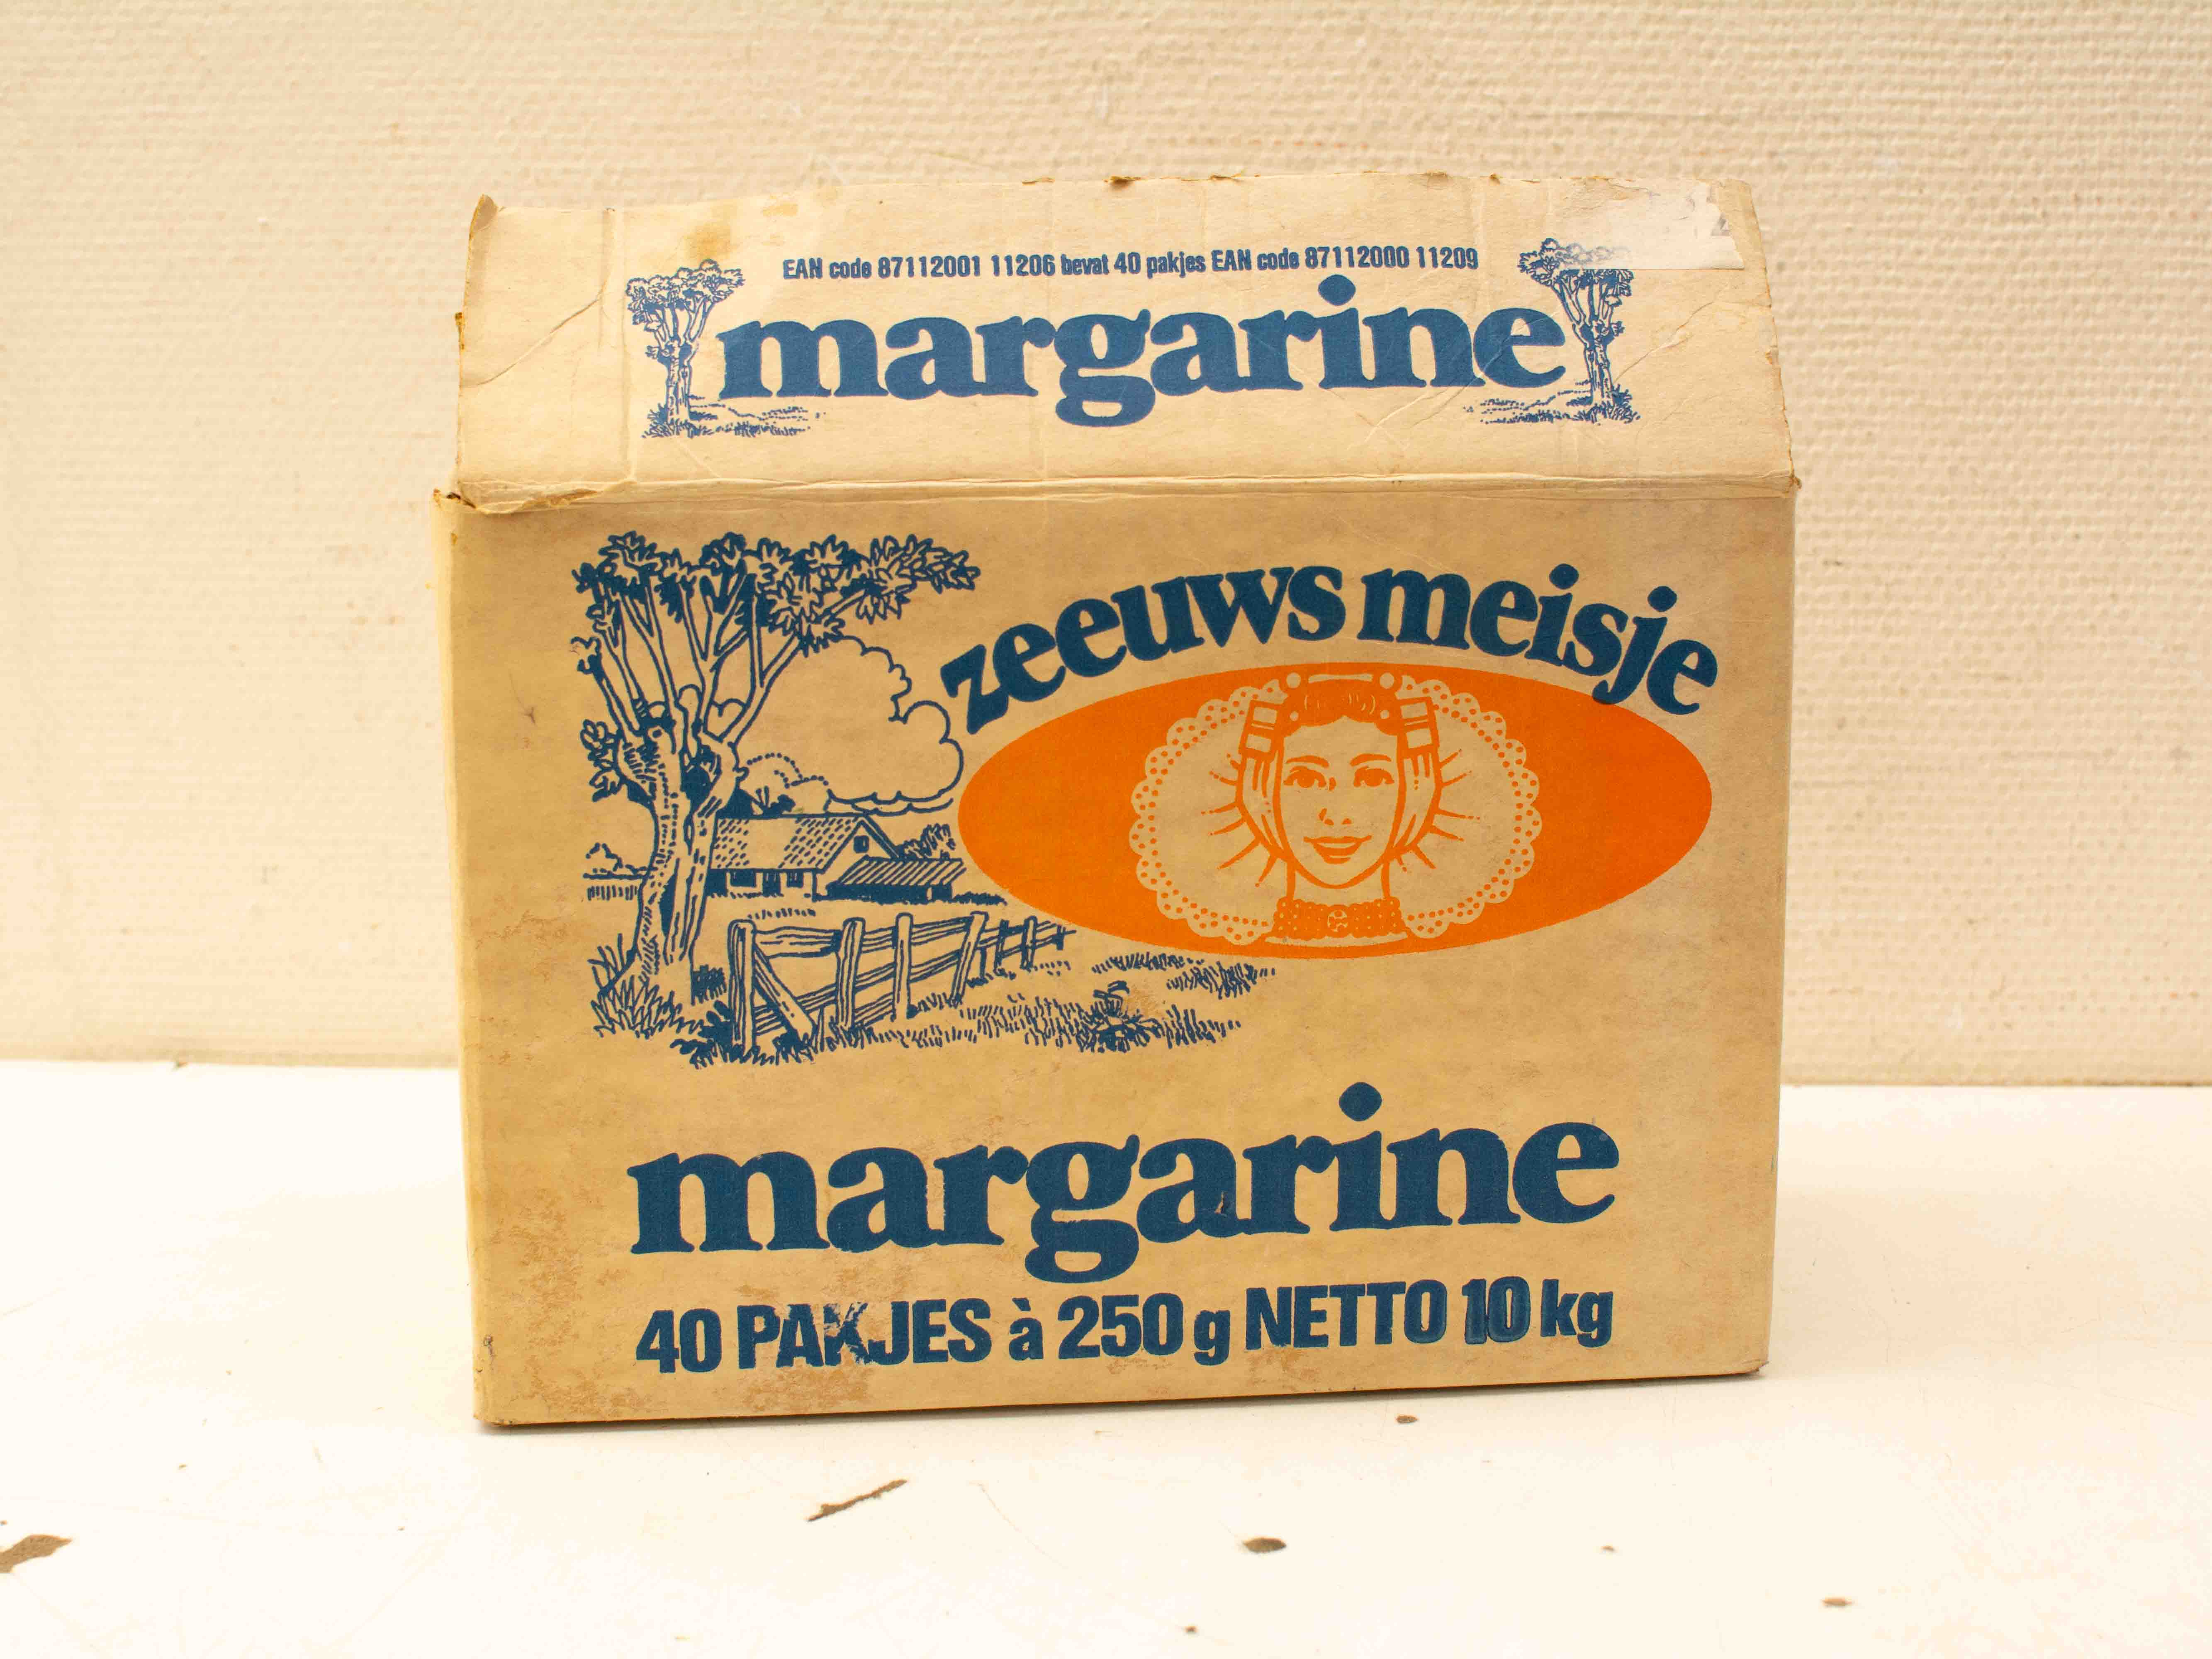 EAN code 87112001 11206 bevat 40 pakjes EAN code 87112000 11209
margarine
zeeuws meisje
margarine
40 PAKJES à 250 g NETTO 10 kg